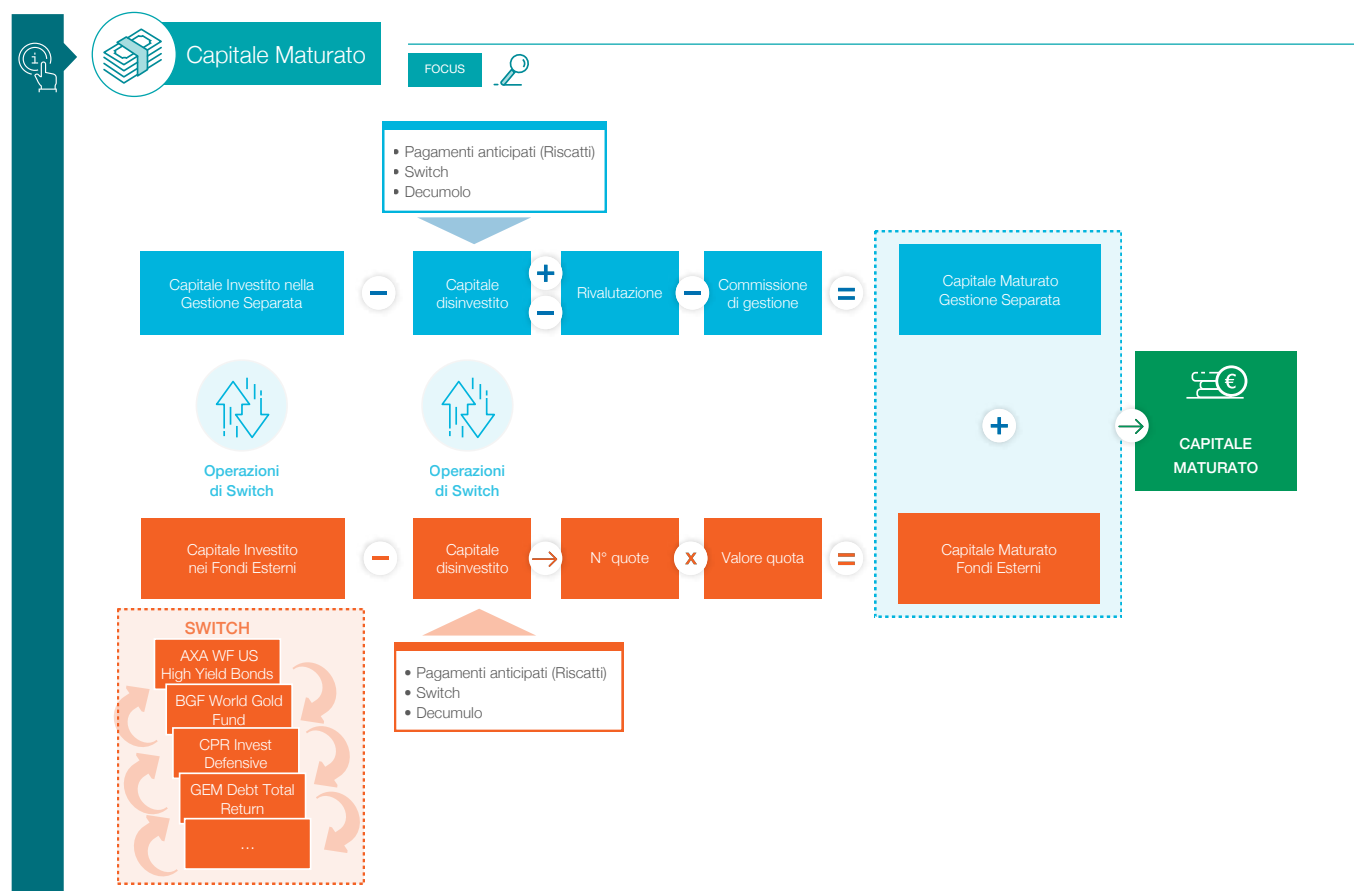 Capitale Maturato
FOCUS
• Pagamenti anticipati (Riscatti)
• Switch
• Decumolo
Capitale Investito nella
Gestione Separata
−
Capitale
disinvestito
+
−
Rivalutazione
−
Commissione
di gestione
=
Capitale Maturato
Gestione Separata
Operazioni
di Switch
Operazioni
di Switch
+
€
CAPITALE
MATURATO
Capitale Investito
nei Fondi Esterni
−
Capitale
disinvestito
→
N° quote
x
Valore quota
=
Capitale Maturato
Fondi Esterni
SWITCH
AXA WF US
High Yield Bonds
BGF World Gold
Fund
CPR Invest
Defensive
GEM Debt Total
Return
...
• Pagamenti anticipati (Riscatti)
• Switch
• Decumulo